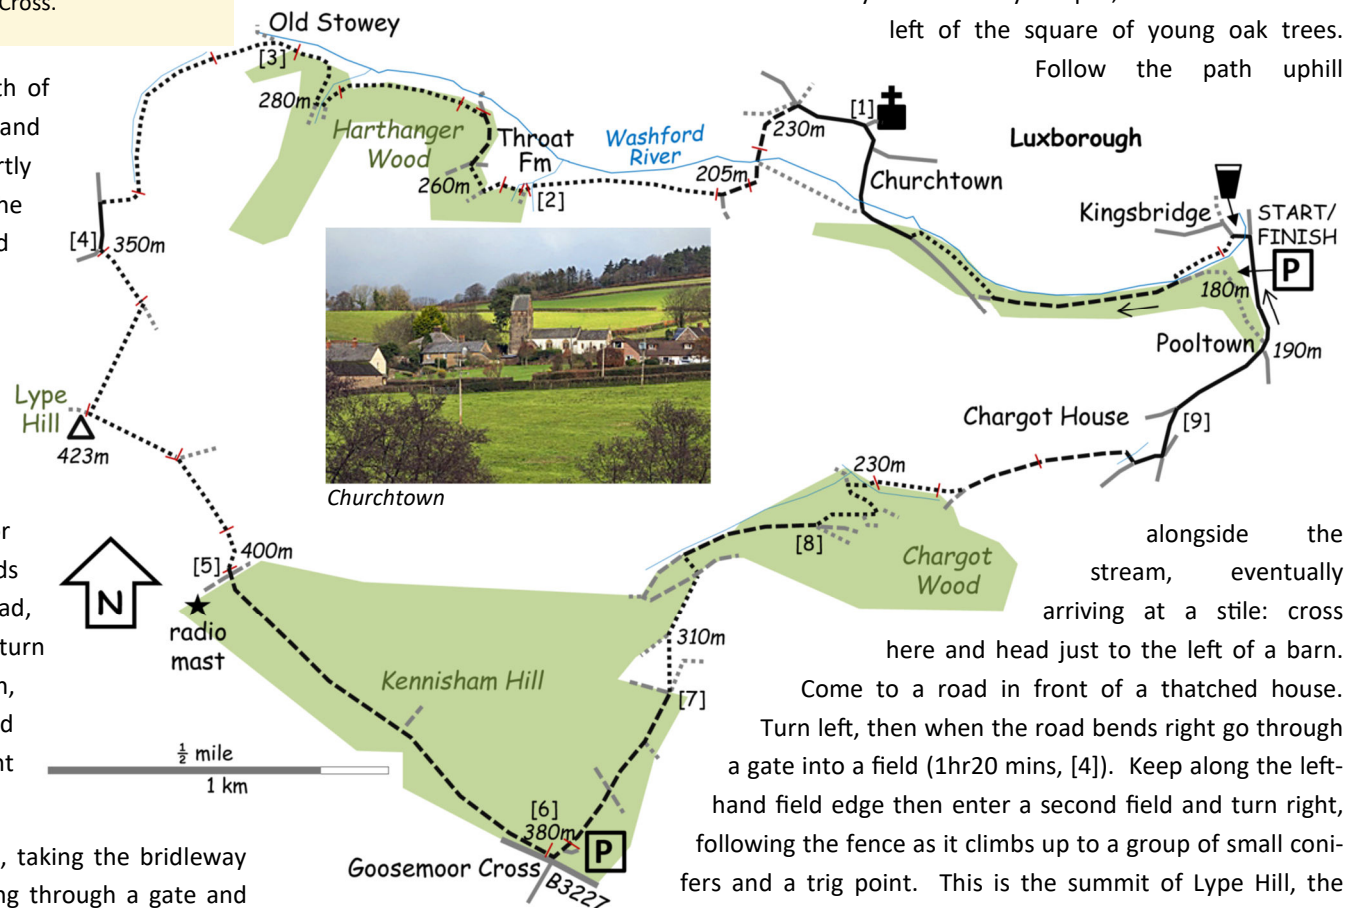 Cross.
left of the square of young oak trees.
Follow the path uphill
h of
and
rtly
ne
d
Old Stowey
[3]
280m
Harthanger
Wood
Throat
Fm
260m
[2]
Washford
River
205m
230m
[1]
Luxborough
Churchtown
Kingsbridge
START/
FINISH
P
180m
Pooltown
190m
[4]
350m
Lype
Hill
423m
Churchtown
Chargot House
[9]
230m
[8]
Chargot
Wood
[5]
400m
N
radio
mast
310m
Kennisham Hill
[7]
½ mile
1 km
[6]
380m
P
Goosemoor Cross
B3227
or
ds
ad,
turn
n,
d
nt
, taking the bridleway
ng through a gate and
alongside the
stream, eventually
arriving at a stile: cross
here and head just to the left of a barn.
Come to a road in front of a thatched house.
Turn left, then when the road bends right go through
a gate into a field (1hr20 mins, [4]). Keep along the left-
hand field edge then enter a second field and turn right,
following the fence as it climbs up to a group of small coni-
fers and a trig point. This is the summit of Lype Hill, the